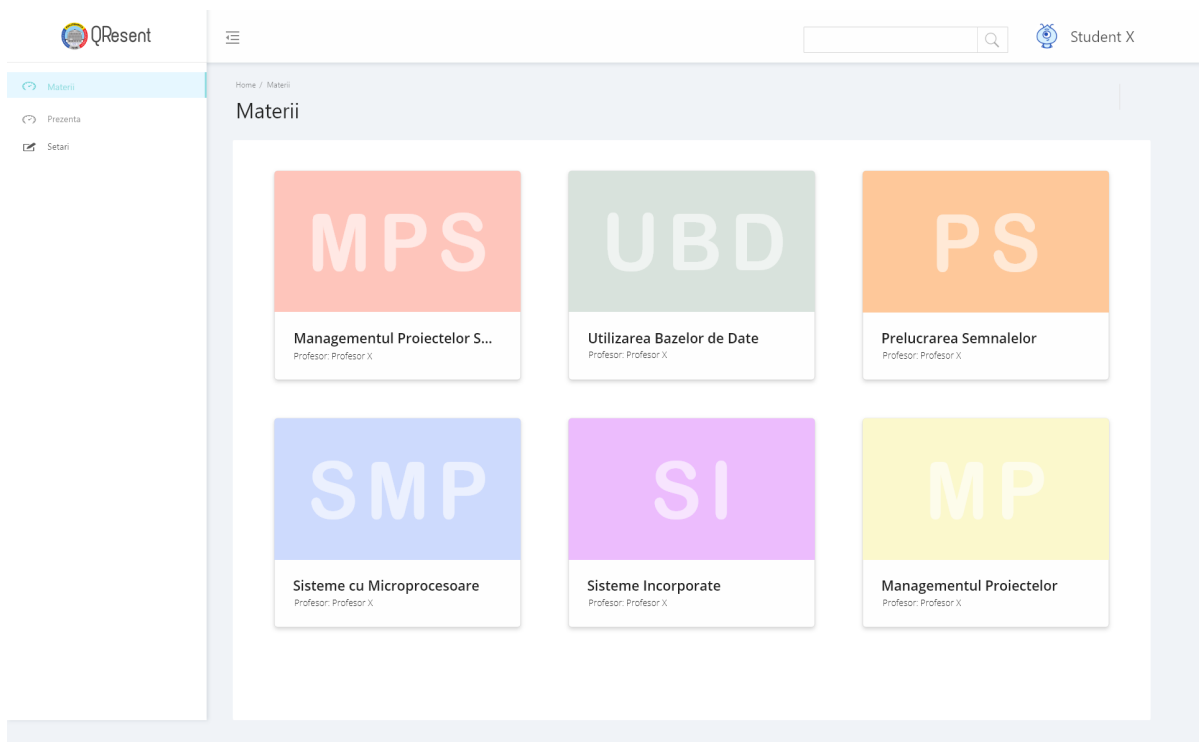 QResent
Student X
Materii
Prezenta
Setari
Home / Materii
Materii
MPS
Managementul Proiectelor S...
Profesor: Profesor X
UBD
Utilizarea Bazelor de Date
Profesor: Profesor X
PS
Prelucrarea Semnalelor
Profesor: Profesor X
SMP
Sisteme cu Microprocesoare
Profesor: Profesor X
SI
Sisteme Incorporate
Profesor: Profesor X
MP
Managementul Proiectelor
Profesor: Profesor X